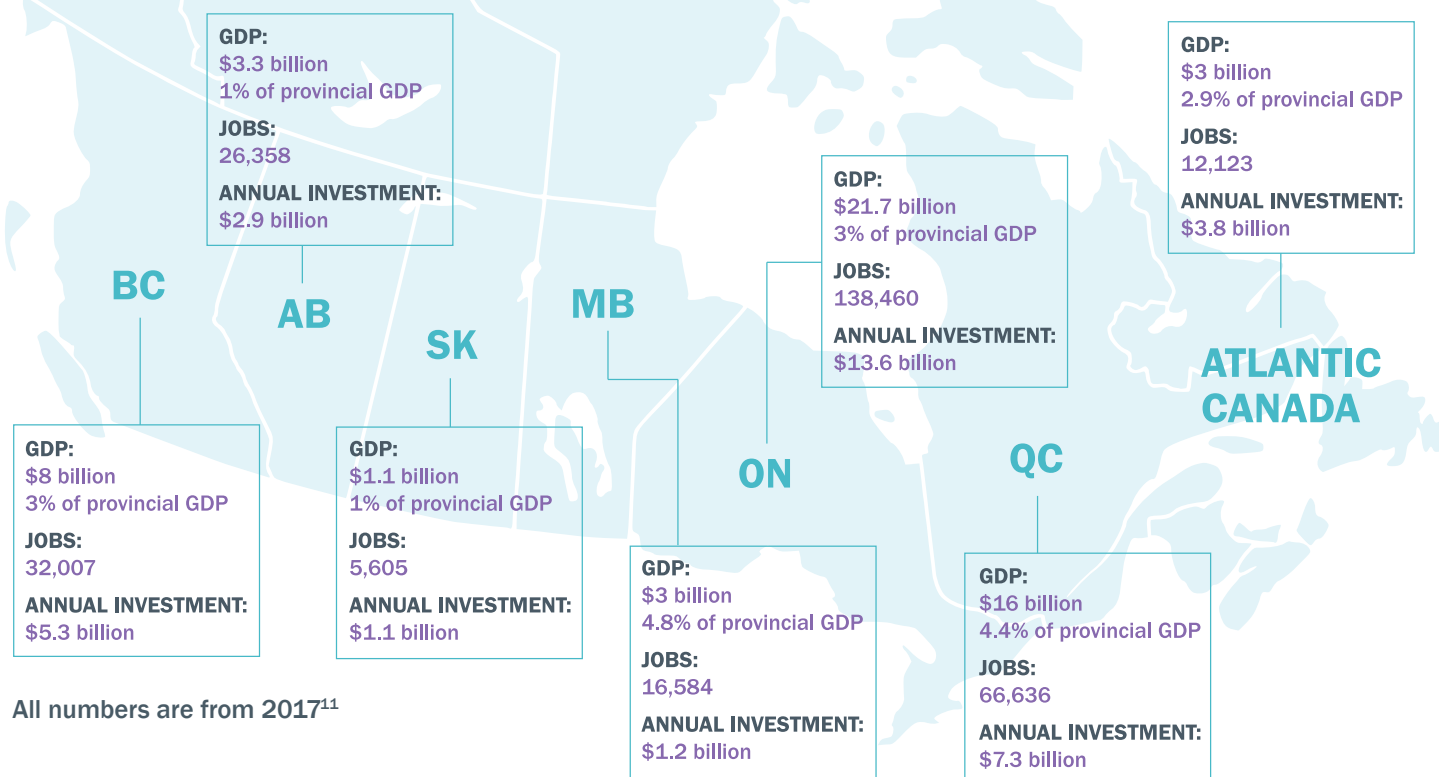 GDP:
$3.3 billion
1% of provincial GDP
JOBS:
26,358
ANNUAL INVESTMENT:
$2.9 billion
GDP:
$3 billion
2.9% of provincial GDP
JOBS:
12,123
ANNUAL INVESTMENT:
$3.8 billion
GDP:
$21.7 billion
3% of provincial GDP
JOBS:
138,460
ANNUAL INVESTMENT:
$13.6 billion
BC
AB
SK
MB
ON
QC
ATLANTIC
CANADA
GDP:
$8 billion
3% of provincial GDP
JOBS:
32,007
ANNUAL INVESTMENT:
$5.3 billion
GDP:
$1.1 billion
1% of provincial GDP
JOBS:
5,605
ANNUAL INVESTMENT:
$1.1 billion
GDP:
$3 billion
4.8% of provincial GDP
JOBS:
16,584
ANNUAL INVESTMENT:
$1.2 billion
GDP:
$16 billion
4.4% of provincial GDP
JOBS:
66,636
ANNUAL INVESTMENT:
$7.3 billion
All numbers are from 2017¹¹